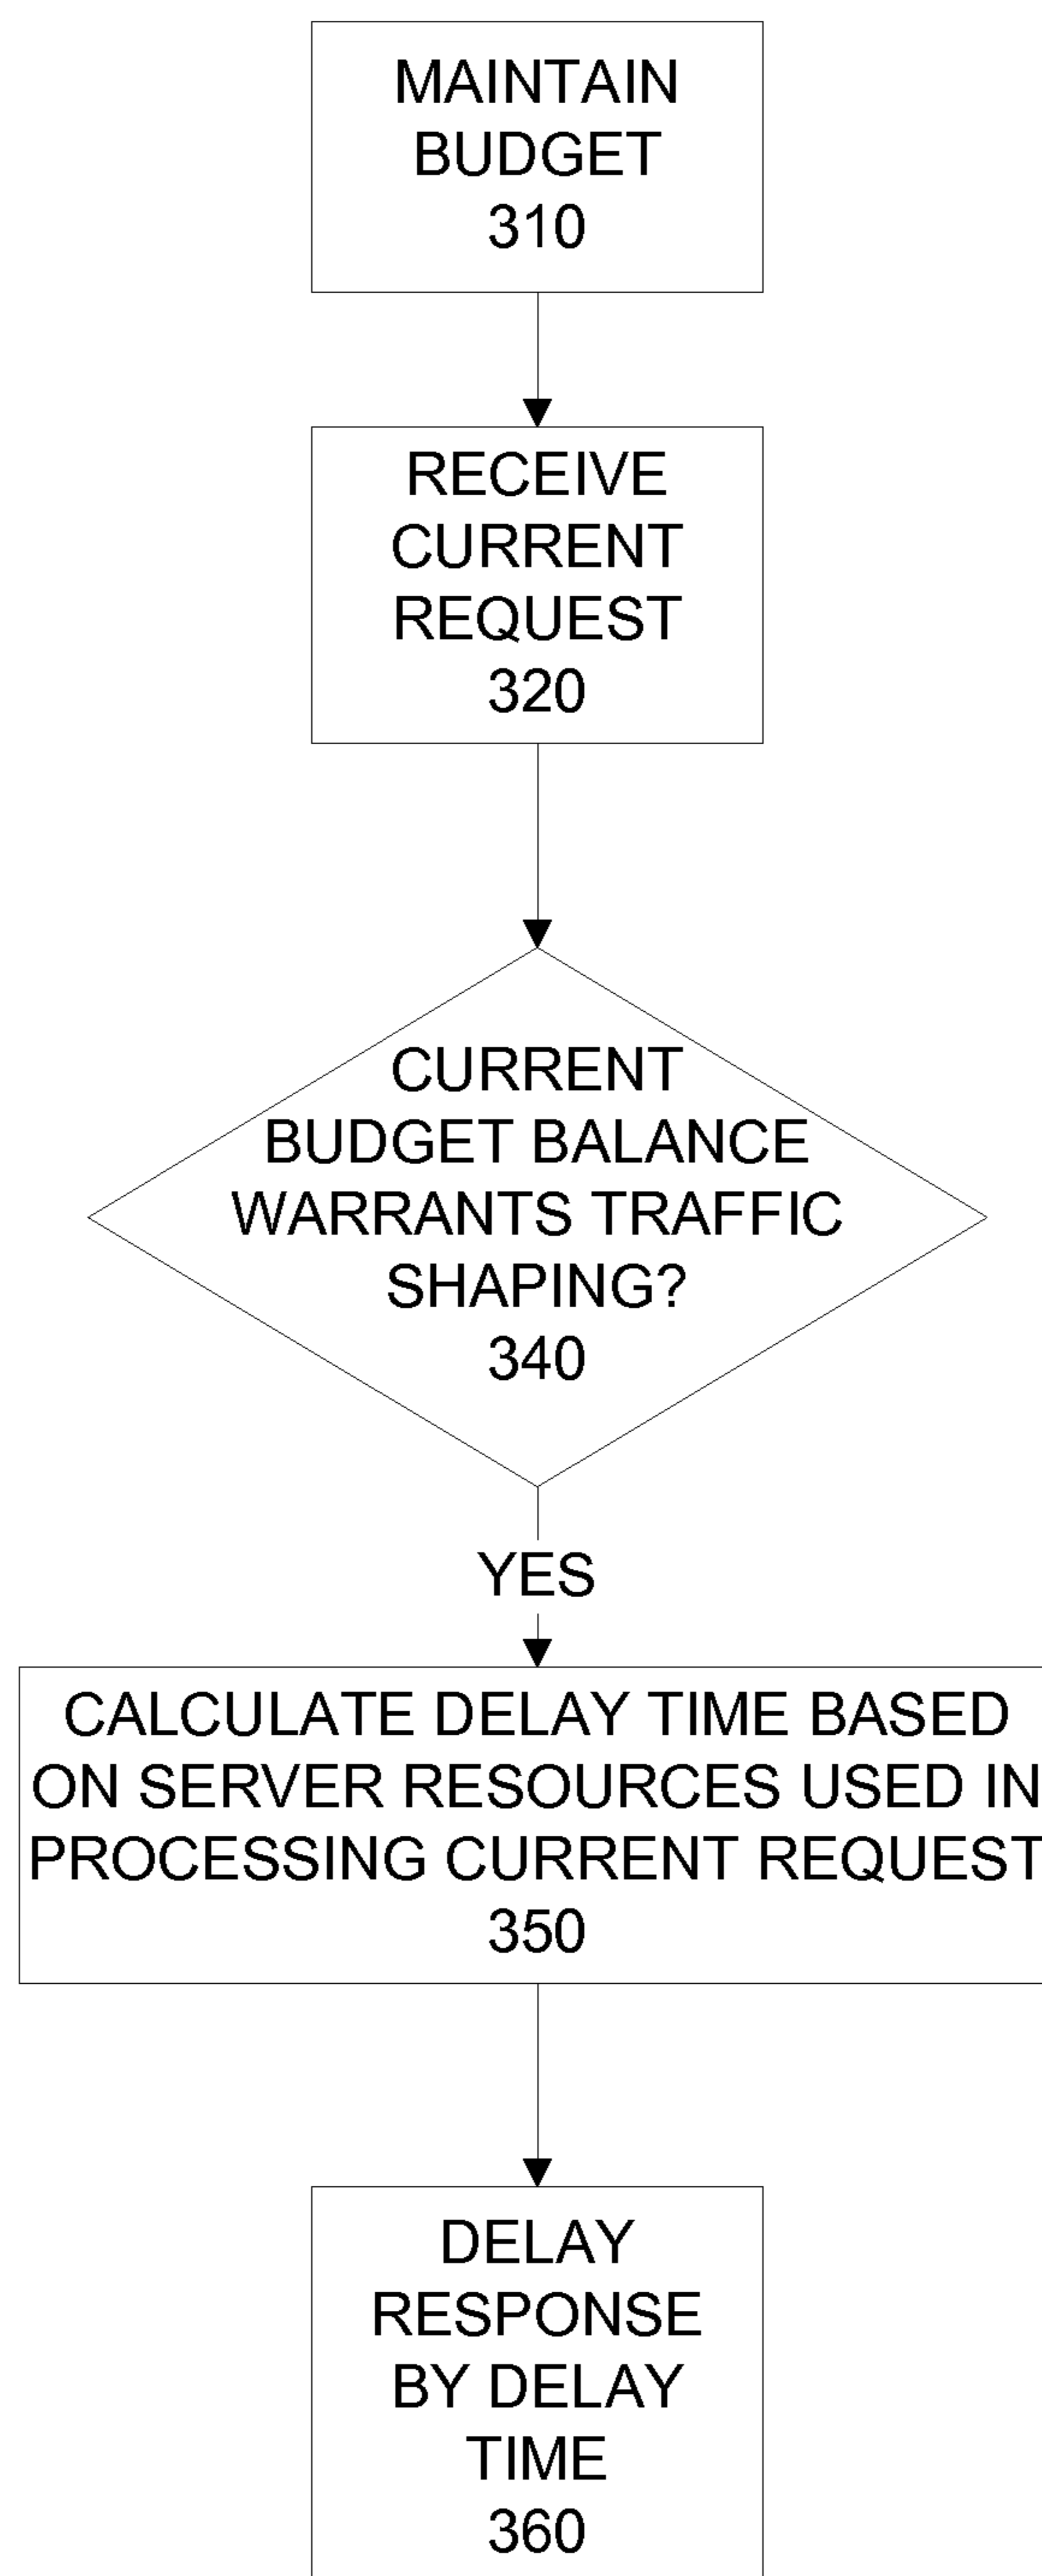 MAINTAIN
BUDGET
310
RECEIVE
CURRENT
REQUEST
320
CURRENT
BUDGET BALANCE
WARRANTS TRAFFIC
SHAPING?
340
YES
CALCULATE DELAY TIME BASED
ON SERVER RESOURCES USED IN
PROCESSING CURRENT REQUEST
350
DELAY
RESPONSE
BY DELAY
TIME
360